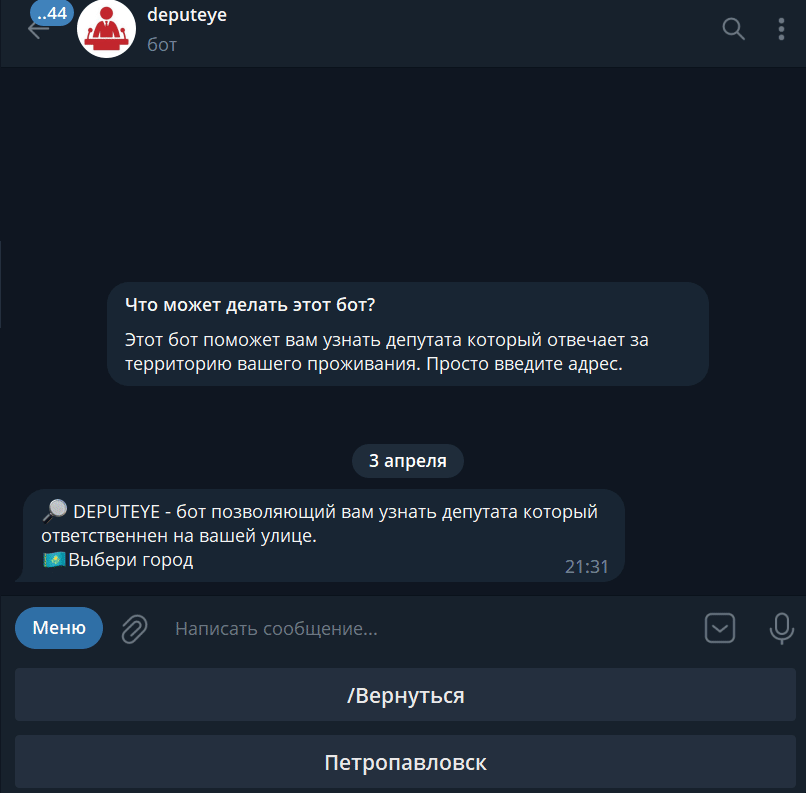 ..44
deputeye
бот
Что может делать этот бот?
Этот бот поможет вам узнать депутата который отвечает за
территорию вашего проживания. Просто введите адрес.
3 апреля
DEPUTEYE - бот позволяющий вам узнать депутата который
ответственнен на вашей улице.
Выбери город
21:31
Меню
Написать сообщение...
/Вернуться
Петропавловск